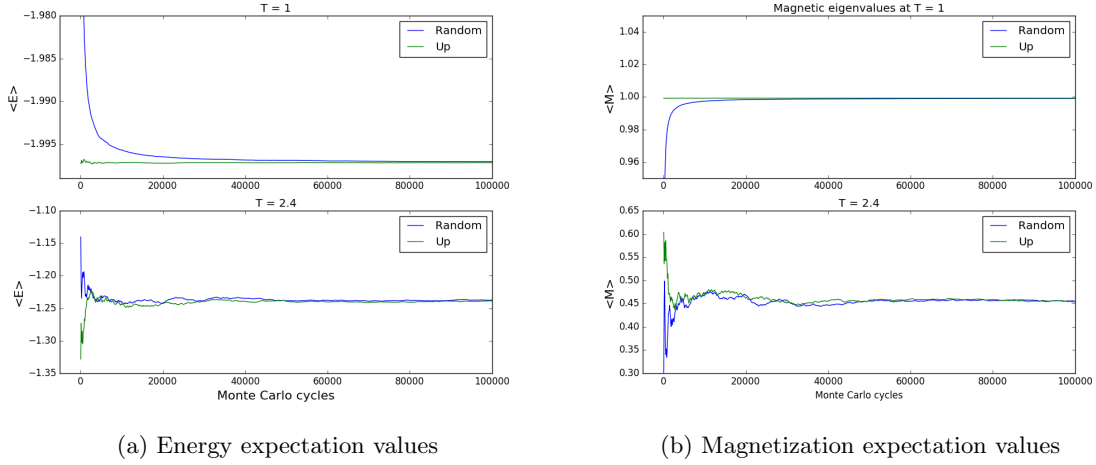 T = 1
−1.980
−1.985
−1.990
−1.995
<E>
Random
Up
0 20000 40000 60000 80000 100000
T = 2.4
−1.10
−1.15
−1.20
−1.25
−1.30
−1.35
<E>
Random
Up
0 20000 40000 60000 80000 100000
Monte Carlo cycles
(a) Energy expectation values
Magnetic eigenvalues at T = 1
1.04
1.02
1.00
0.98
0.96
<M>
Random
Up
0 20000 40000 60000 80000 100000
T = 2.4
0.65
0.60
0.55
0.50
0.45
0.40
0.35
0.30
<M>
Random
Up
0 20000 40000 60000 80000 100000
Monte Carlo cycles
(b) Magnetization expectation values